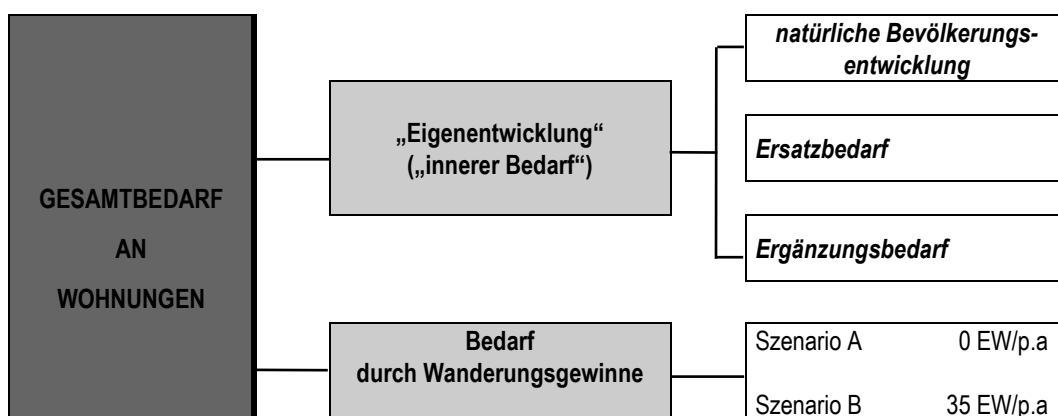 GESAMTBEDARF
AN
WOHNUNGEN
„Eigenentwicklung“
(„innerer Bedarf“)
natürliche Bevölkerungs-
entwicklung
Ersatzbedarf
Ergänzungsbedarf
Bedarf
durch Wanderungsgewinne
Szenario A 0 EW/p.a
Szenario B 35 EW/p.a